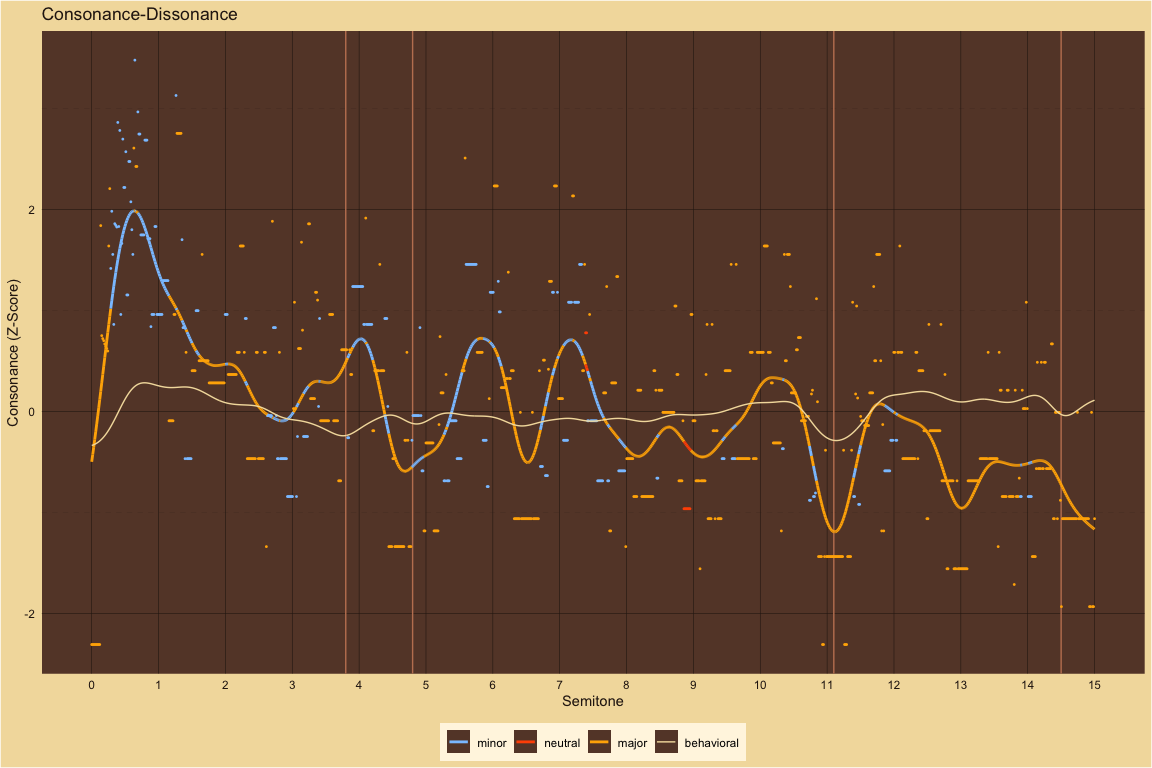 Consonance-Dissonance
Consonance (Z-Score)
2
0
-2
0 1 2 3 4 5 6 7 8 9 10 11 12 13 14 15
Semitone
minor neutral major behavioral